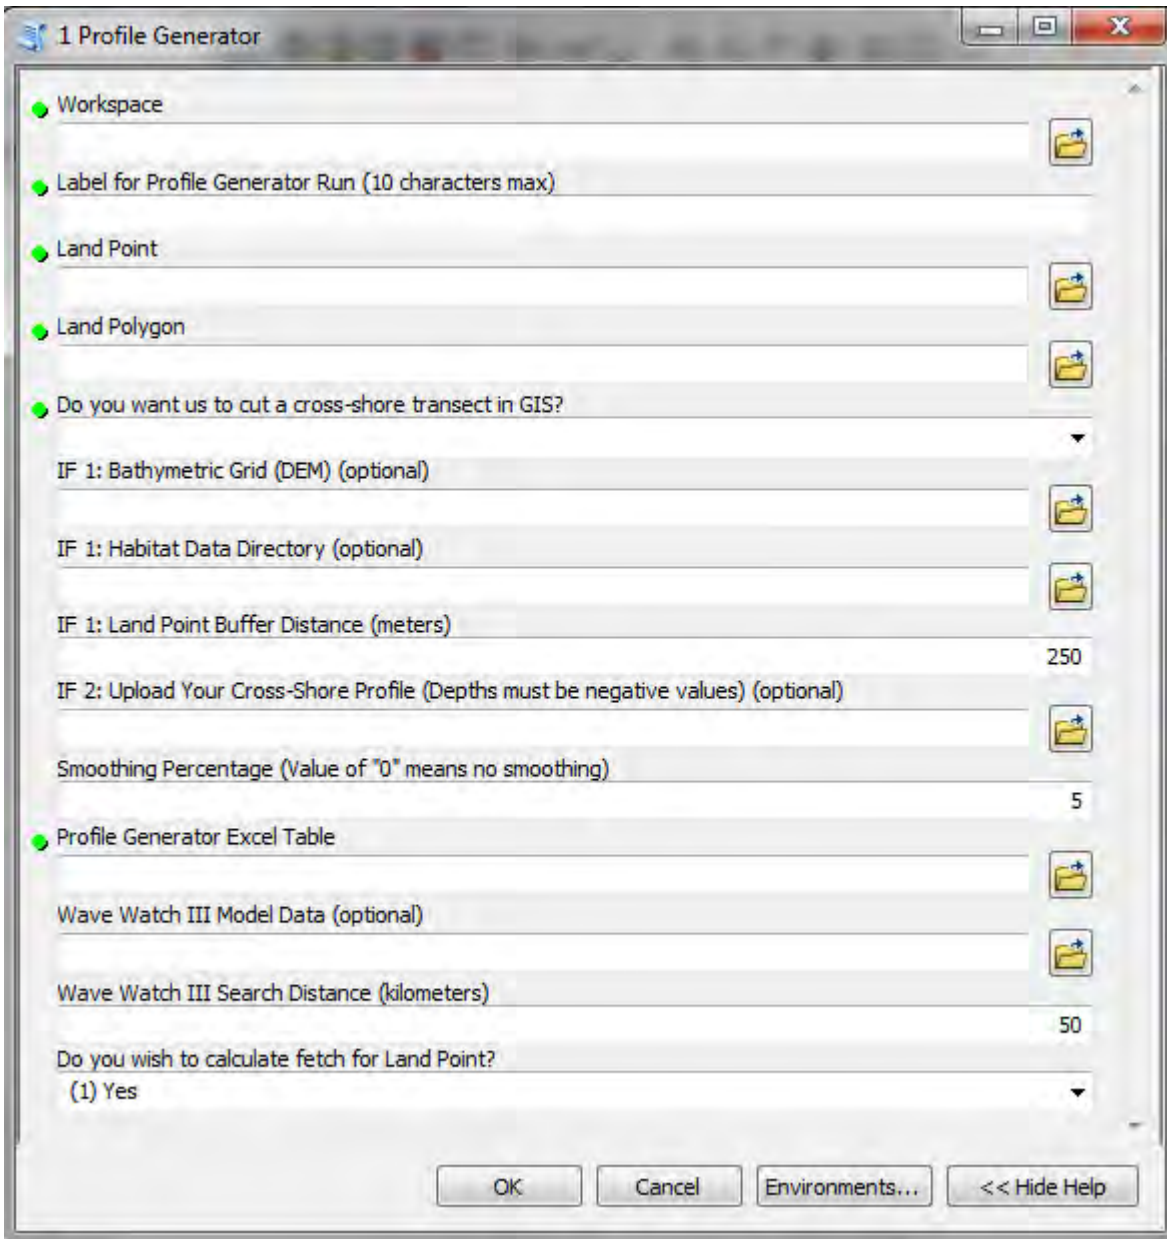 1 Profile Generator
Workspace
Label for Profile Generator Run (10 characters max)
Land Point
Land Polygon
Do you want us to cut a cross-shore transect in GIS?
IF 1: Bathymetric Grid (DEM) (optional)
IF 1: Habitat Data Directory (optional)
IF 1: Land Point Buffer Distance (meters)
250
IF 2: Upload Your Cross-Shore Profile (Depths must be negative values) (optional)
Smoothing Percentage (Value of "0" means no smoothing)
5
Profile Generator Excel Table
Wave Watch III Model Data (optional)
Wave Watch III Search Distance (kilometers)
50
Do you wish to calculate fetch for Land Point?
(1) Yes
OK Cancel Environments... << Hide Help